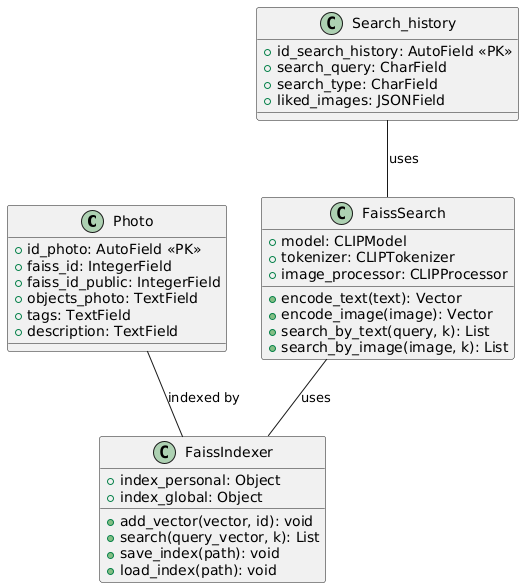 C Search_history
id_search_history: AutoField «PK»
search_query: CharField
search_type: CharField
liked_images: JSONField
uses
C Photo
id_photo: AutoField «PK»
faiss_id: IntegerField
faiss_id_public: IntegerField
objects_photo: TextField
tags: TextField
description: TextField
C FaissSearch
model: CLIPModel
tokenizer: CLIPTokenizer
image_processor: CLIPProcessor
encode_text(text): Vector
encode_image(image): Vector
search_by_text(query, k): List
search_by_image(image, k): List
indexed by
uses
C FaissIndexer
index_personal: Object
index_global: Object
add_vector(vector, id): void
search(query_vector, k): List
save_index(path): void
load_index(path): void